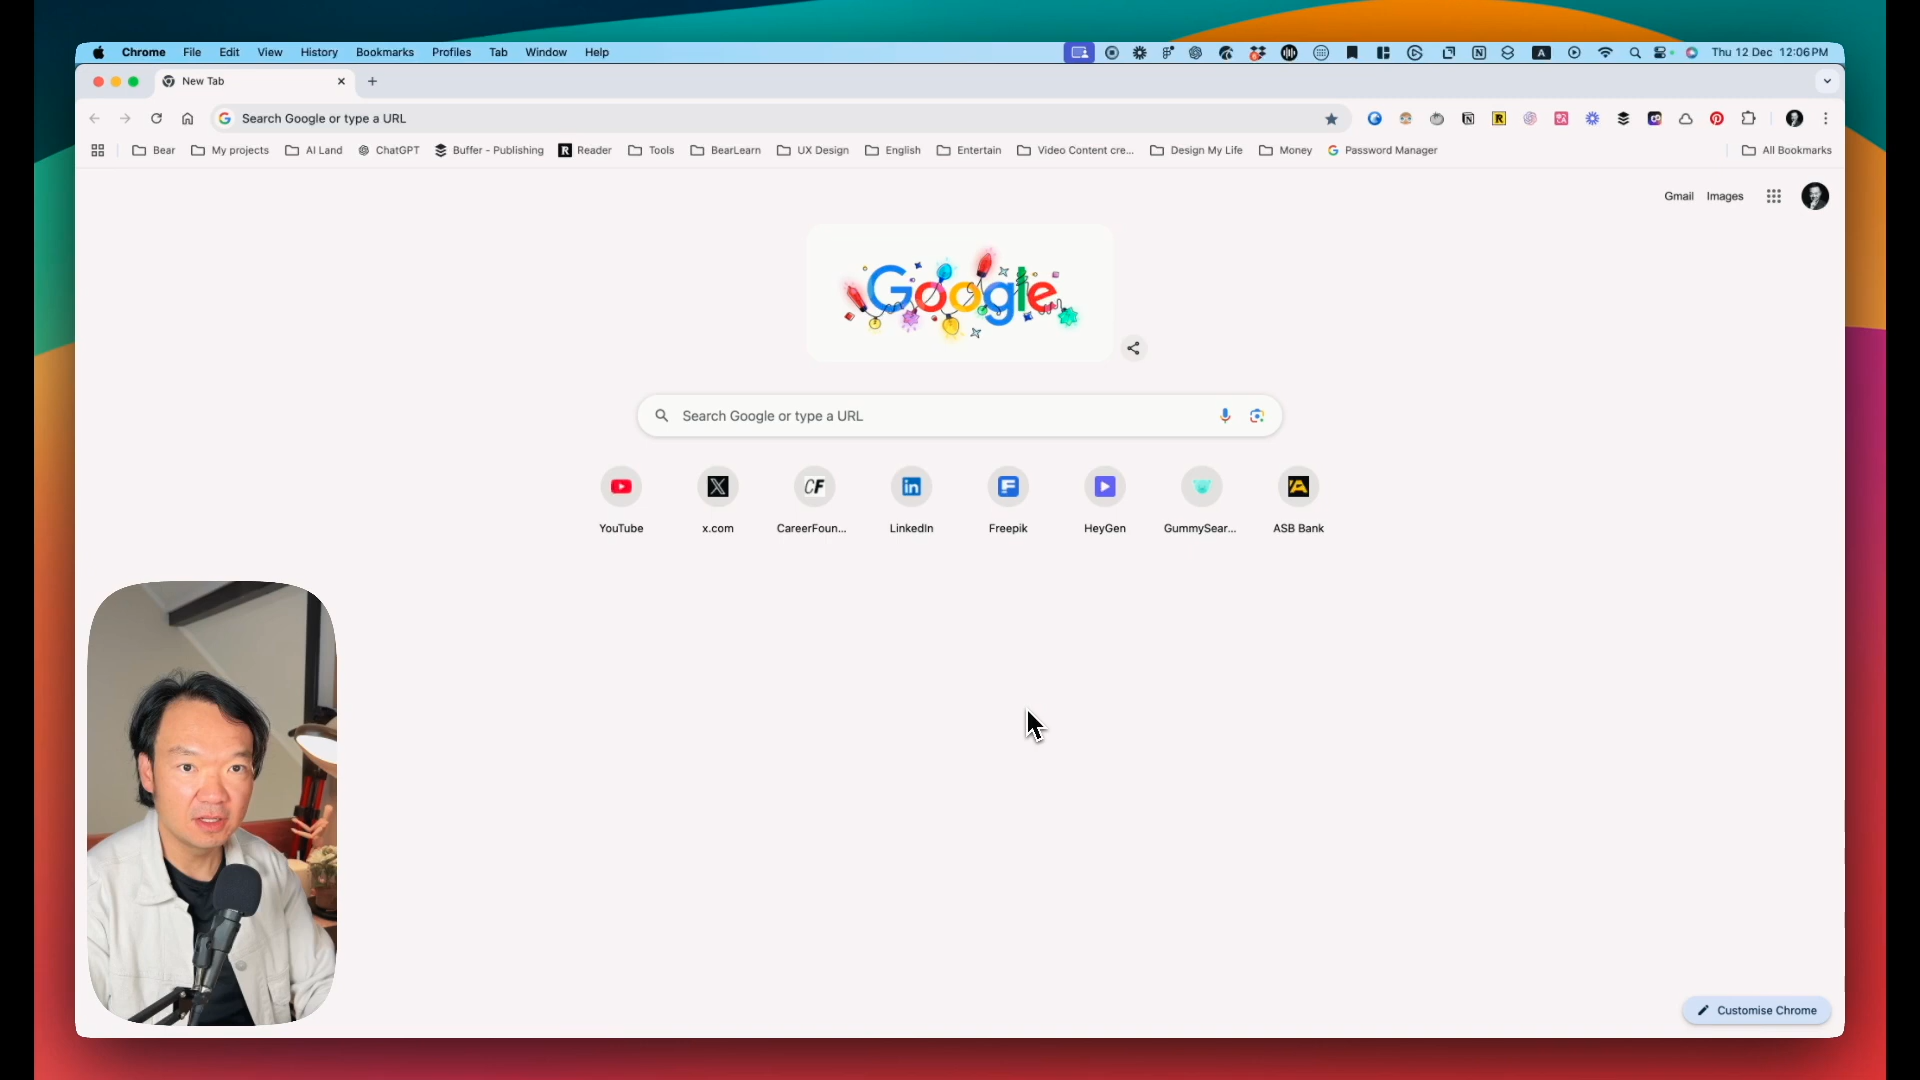 Chrome File Edit View History Bookmarks Profiles Tab Window Help A Thu 12 Dec 12:06 PM
New Tab
Search Google or type a URL
Bear My projects AI Land ChatGPT Buffer - Publishing R Reader Tools BearLearn UX Design English Entertain Video Content cre... Design My Life Money Password Manager All Bookmarks
Gmail Images
Google
Search Google or type a URL
YouTube x.com CareerFoun... LinkedIn Freepik HeyGen GummySear... ASB Bank
Customise Chrome